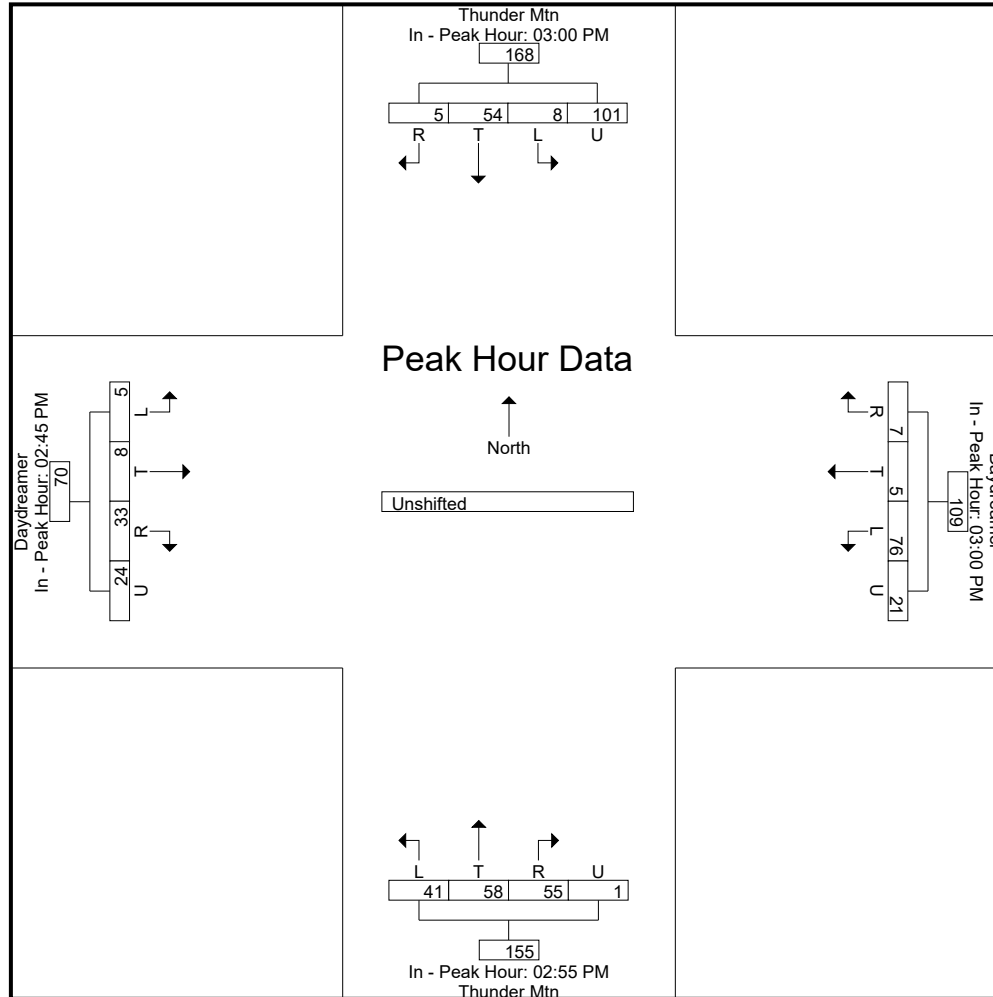 Thunder Mtn
In - Peak Hour: 03:00 PM
168
5 54 8 101
R T L U
Peak Hour Data
North
Unshifted
Daydreamer
In - Peak Hour: 02:45 PM
70
5 8 33 24
L T R U
In - Peak Hour: 03:00 PM
109
7 5 76 21
R T L U
L T R U
41 58 55 1
155
In - Peak Hour: 02:55 PM
Thunder Mtn